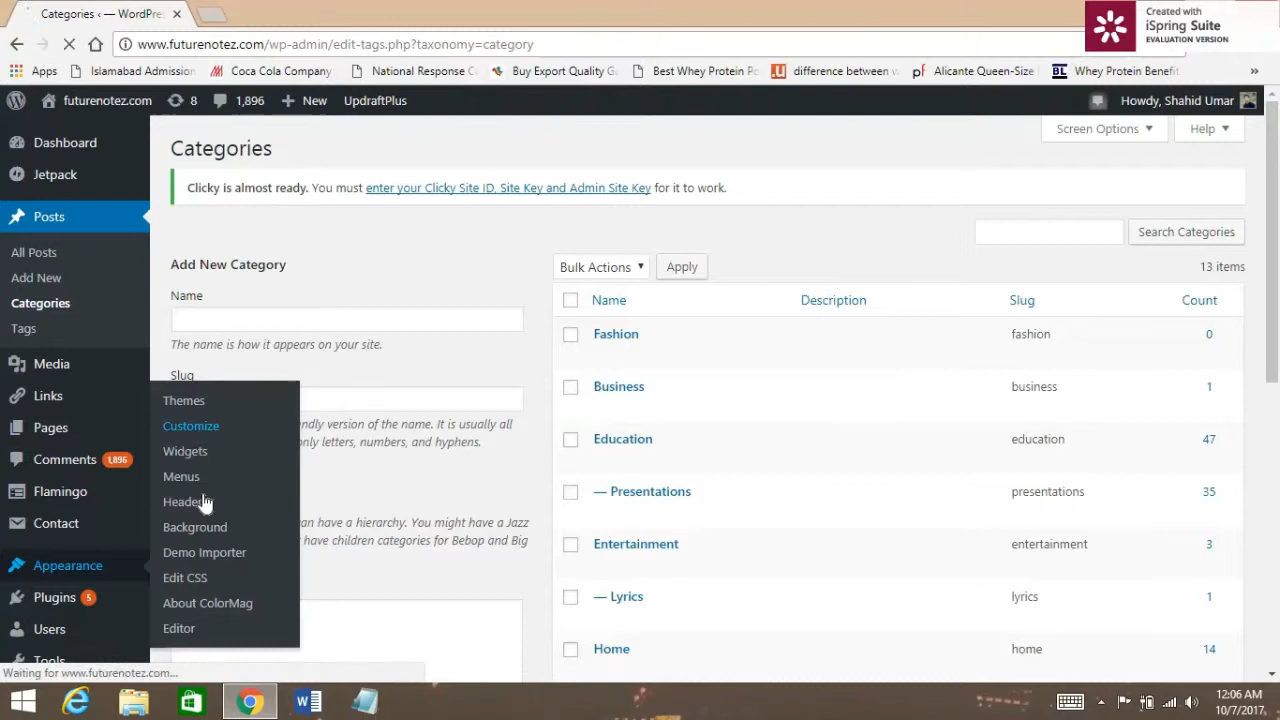 Categories ‹ — WordPre
Created with
iSpring Suite
EVALUATION VERSION
www.futurenotez.com/wp-admin/edit-tags.php?taxonomy=category
Apps Islamabad Admission Coca Cola Company National Response C Buy Export Quality G Best Whey Protein Po difference between v Alicante Queen-Size Whey Protein Benefit »
futurenotez.com 8 1,896 New UpdraftPlus Howdy, Shahid Umar
Dashboard
Jetpack
Posts
All Posts
Add New
Categories
Tags
Media
Links
Pages
Comments 1,896
Flamingo
Contact
Appearance
Plugins 5
Users
Tools
Themes
Customize
Widgets
Menus
Header
Background
Demo Importer
Edit CSS
About ColorMag
Editor
Screen Options Help
Categories
Clicky is almost ready. You must enter your Clicky Site ID, Site Key and Admin Site Key for it to work.
Search Categories
Add New Category
Name
The name is how it appears on your site.
Slug
ndly version of the name. It is usually all
only letters, numbers, and hyphens.
an have a hierarchy. You might have a Jazz
have children categories for Bebop and Big
Bulk Actions Apply 13 items
Name Description Slug Count
Fashion fashion 0
Business business 1
Education education 47
— Presentations presentations 35
Entertainment entertainment 3
— Lyrics lyrics 1
Home home 14
Waiting for www.futurenotez.com...
12:06 AM
10/7/2017